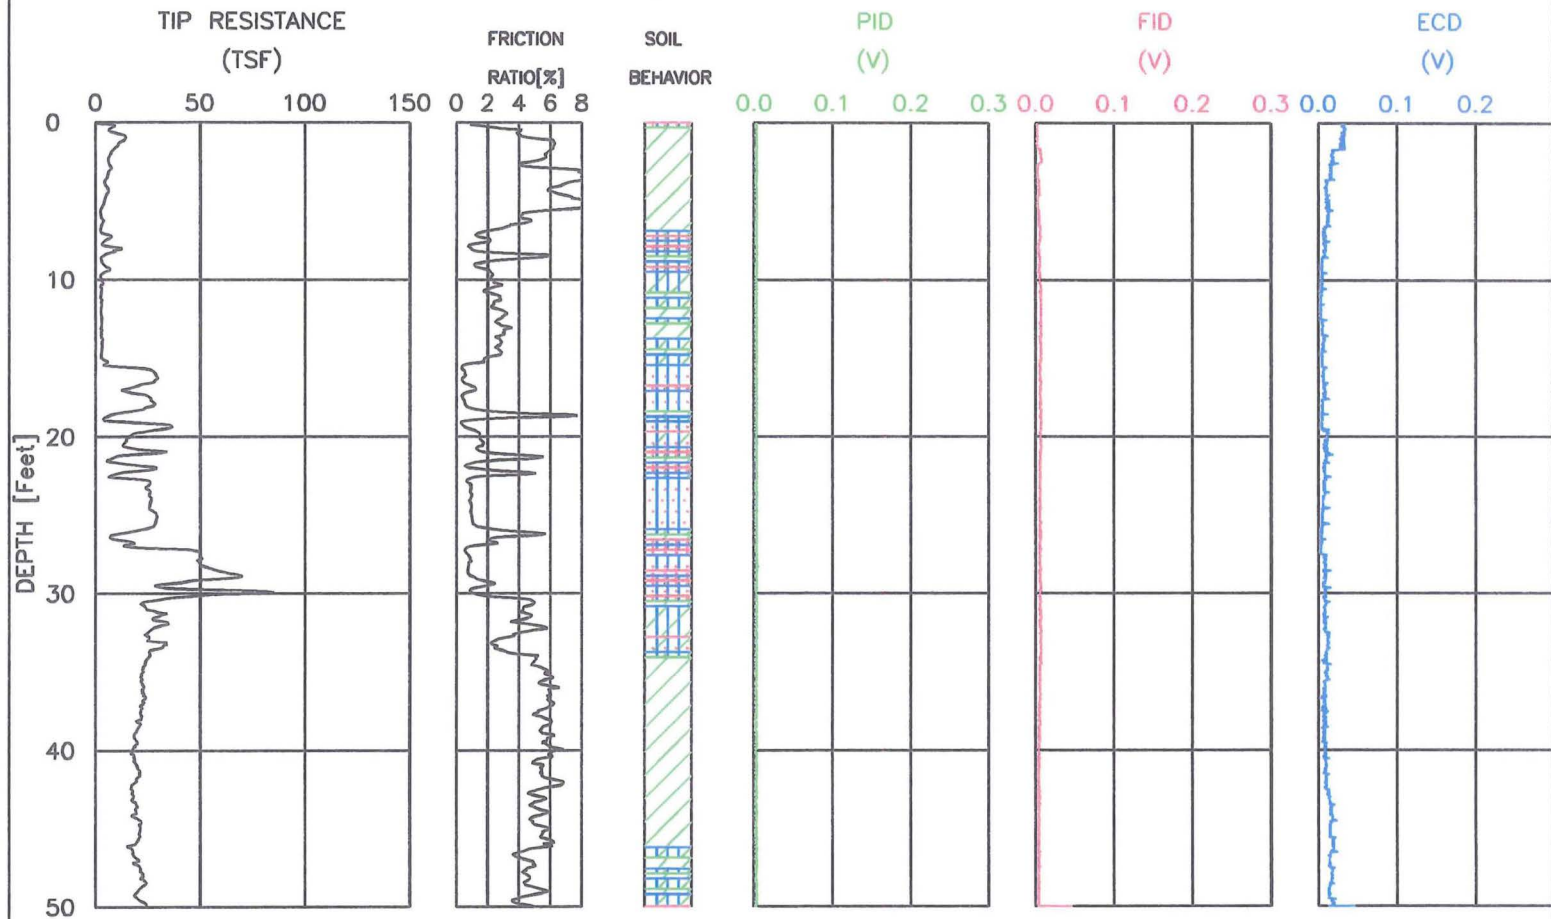 TIP RESISTANCE
(TSF)
FRICTION
RATIO[%]
SOIL
BEHAVIOR
PID
(V)
FID
(V)
ECD
(V)
0 50 100 150
0 2 4 6 8
0.0 0.1 0.2 0.3
0.0 0.1 0.2 0.3
0.0 0.1 0.2
0
10
20
30
40
50
DEPTH [Feet]